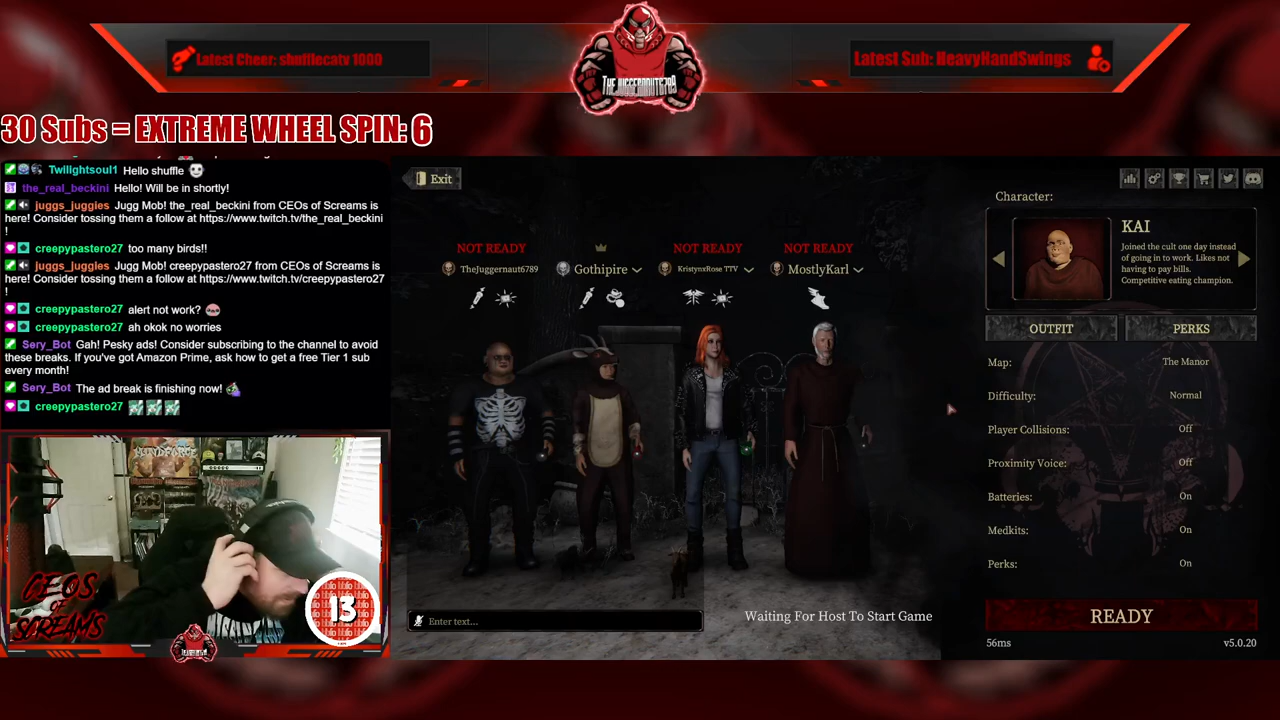 Latest Cheer: shufflecatv 1000
THEJUGGERNAUT6789
Latest Sub: HeavyHandSwings
30 Subs = EXTREME WHEEL SPIN: 6
Twilightsoul1 Hello shuffle
the_real_beckini Hello! Will be in shortly!
juggs_juggies Jugg Mob! the_real_beckini from CEOs of Screams is
here! Consider tossing them a follow at https://www.twitch.tv/the_real_beckini
!
creepypastero27 too many birds!!
juggs_juggies Jugg Mob! creepypastero27 from CEOs of Screams is
here! Consider tossing them a follow at https://www.twitch.tv/creepypastero27
!
creepypastero27 alert not work?
creepypastero27 ah okok no worries
Sery_Bot Gah! Pesky ads! Consider subscribing to the channel to avoid
these breaks. If you've got Amazon Prime, ask how to get a free Tier 1 sub
every month!
Sery_Bot The ad break is finishing now!
creepypastero27
CEOS
OF
SCREAMS
13
Exit
NOT READY
TheJuggernaut6789
Gothipire
NOT READY
KristynxRose TTV
NOT READY
MostlyKarl
Enter text...
Waiting For Host To Start Game
Character:
KAI
Joined the cult one day instead
of going in to work. Likes not
having to pay bills.
Competitive eating champion.
OUTFIT
PERKS
Map: The Manor
Difficulty: Normal
Player Collisions: Off
Proximity Voice: Off
Batteries: On
Medkits: On
Perks: On
READY
56ms
v5.0.20